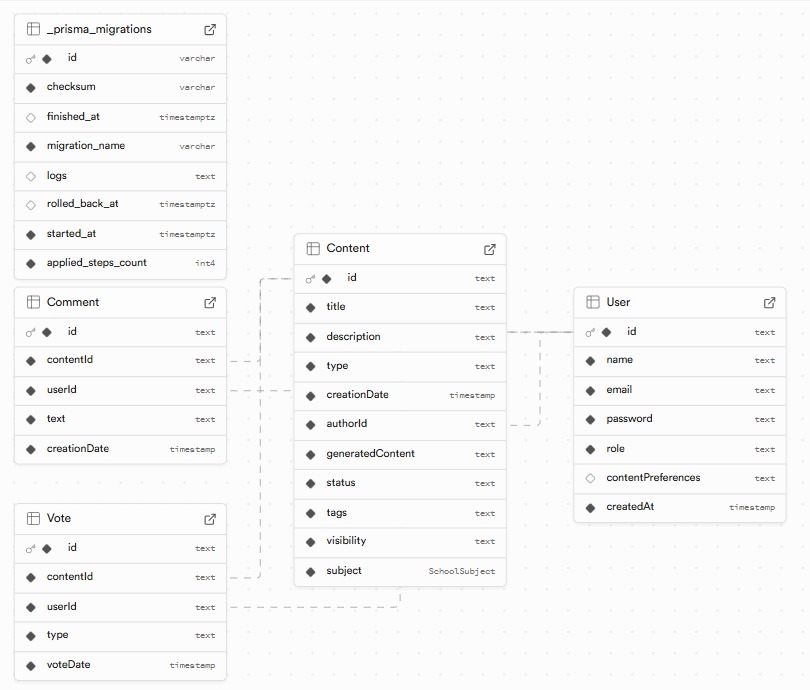 _prisma_migrations
id varchar
checksum varchar
finished_at timestamptz
migration_name varchar
logs text
rolled_back_at timestamptz
started_at timestamptz
applied_steps_count int4
Comment
id text
contentId text
userId text
text text
creationDate timestamp
Vote
id text
contentId text
userId text
type text
voteDate timestamp
Content
id text
title text
description text
type text
creationDate timestamp
authorId text
generatedContent text
status text
tags text
visibility text
subject SchoolSubject
User
id text
name text
email text
password text
role text
contentPreferences text
createdAt timestamp